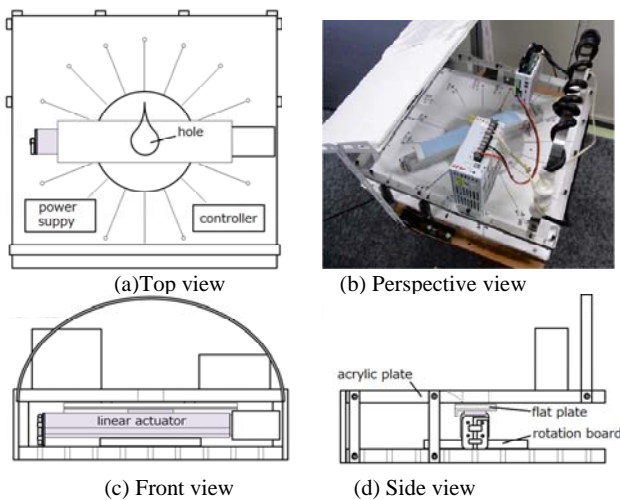 hole
power
suppy
controller
(a)Top view
(b) Perspective view
linear actuator
acrylic plate
flat plate
rotation board
(c) Front view
(d) Side view